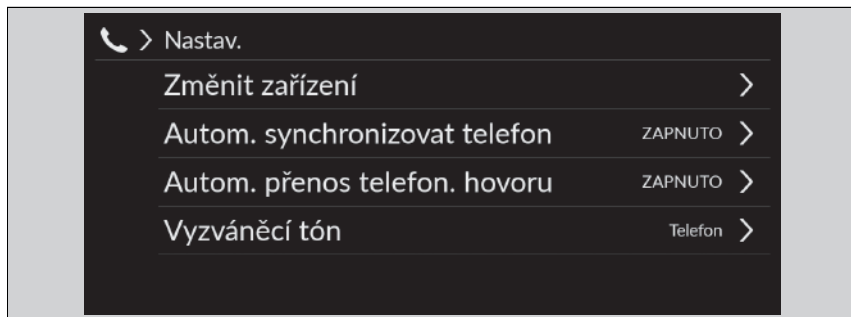 Nastav.
Změnit zařízení
Autom. synchronizovat telefon ZAPNUTO
Autom. přenos telefon. hovoru ZAPNUTO
Vyzváněcí tón Telefon